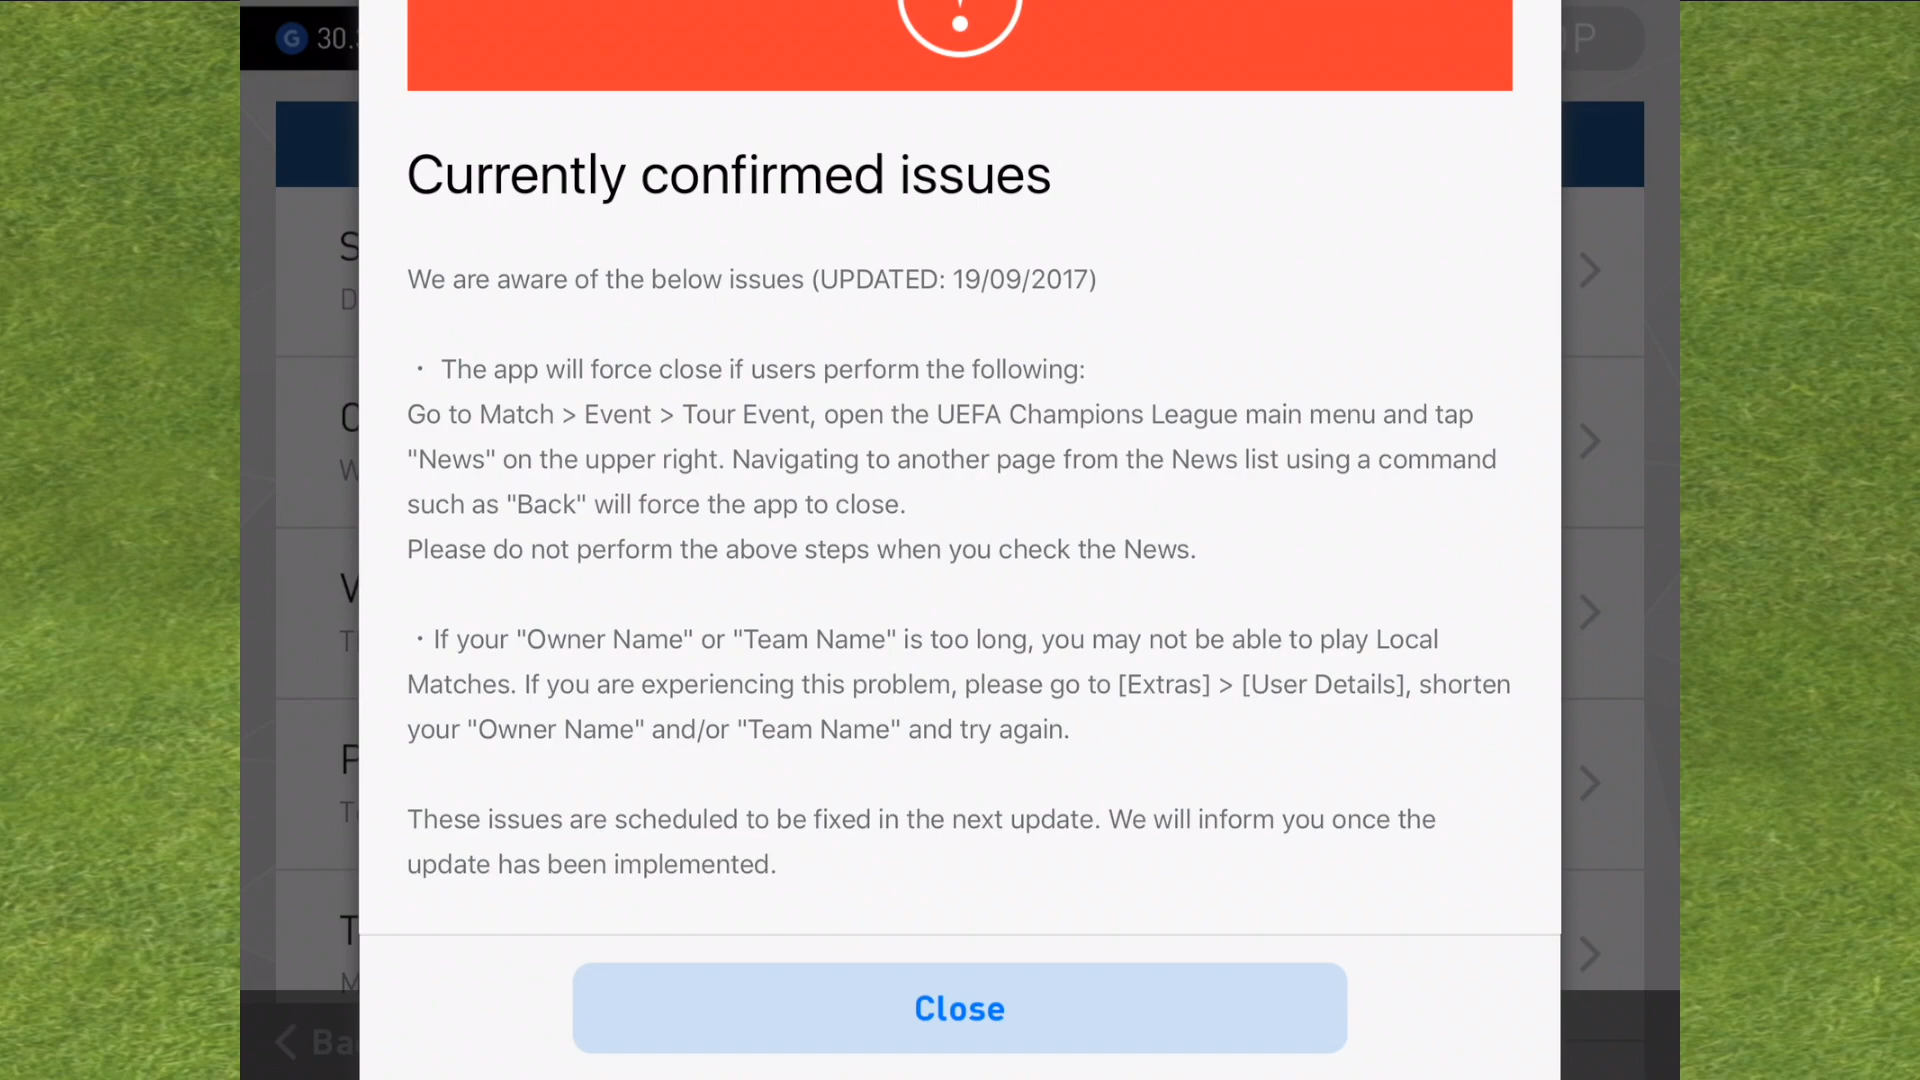 G 30.
P
Currently confirmed issues
We are aware of the below issues (UPDATED: 19/09/2017)
・ The app will force close if users perform the following:
Go to Match > Event > Tour Event, open the UEFA Champions League main menu and tap
"News" on the upper right. Navigating to another page from the News list using a command
such as "Back" will force the app to close.
Please do not perform the above steps when you check the News.
・If your "Owner Name" or "Team Name" is too long, you may not be able to play Local
Matches. If you are experiencing this problem, please go to [Extras] > [User Details], shorten
your "Owner Name" and/or "Team Name" and try again.
These issues are scheduled to be fixed in the next update. We will inform you once the
update has been implemented.
Close